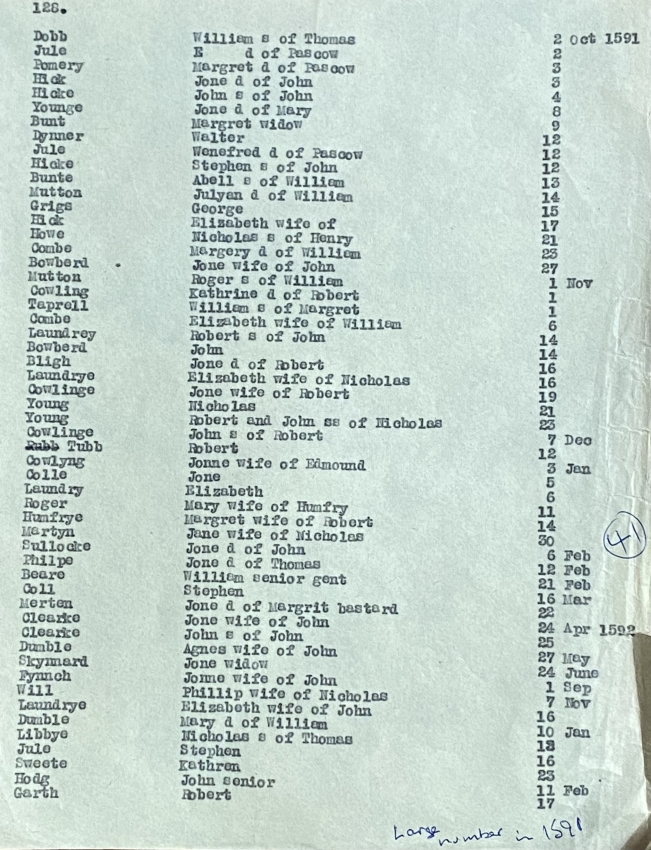 128.
Dobb William s of Thomas 2 Oct 1591
Jule E d of Pascow 2
Pomery Margret d of Pascow 3
Hick Jone d of John 3
Hicke John s of John 4
Younge Jone d of Mary 8
Bunt Margret widow 9
Dynner Walter 12
Jule Wenefred d of Pascow 12
Hicke Stephen s of John 12
Bunte Abell s of William 13
Mutton Julyan d of William 14
Grigs George 15
Hick Elizabeth wife of 17
Howe Nicholas s of Henry 21
Combe Margery d of William 23
Bowberd Jone wife of John 27
Mutton Roger s of William 1 Nov
Cowling Kathrine d of Robert 1
Taprell William s of Margret 1
Combe Elizabeth wife of William 6
Laundrey Robert s of John 14
Bowberd John 14
Bligh Jone d of Robert 16
Laundrye Elizabeth wife of Nicholas 16
Cowlinge Jone wife of Robert 19
Young Nicholas 21
Young Robert and John ss of Nicholas 23
Cowlinge John s of Robert 7 Dec
Rubb Tubb Robert 12
Cowlyng Jonne wife of Edmound 3 Jan
Colle Jone 5
Laundry Elizabeth 6
Roger Mary wife of Humfry 11
Hunfrye Margret wife of Robert 14
Martyn Jane wife of Nicholas 30
Sullocke Jone d of John 6 Feb
Philpe Jone d of Thomas 12 Feb
Beare William senior gent 21 Feb
Coll Stephen 16 Mar
Merten Jone d of Margrit bastard 22
Clearke Jone wife of John 24 Apr 1592
Clearke John s of John 25
Dumble Agnes wife of John 27 May
Skynnard Jone widow 24 June
Fynnch Jonne wife of John 1 Sep
Will Phillip wife of Nicholas 7 Nov
Laundrye Elizabeth wife of John 16
Dumble Mary d of William 10 Jan
Libbye Nicholas s of Thomas 13
Jule Stephen 16
Sweete Kathren 23
Hodg John senior 11 Feb
Garth Robert 17
41
Large number in 1591